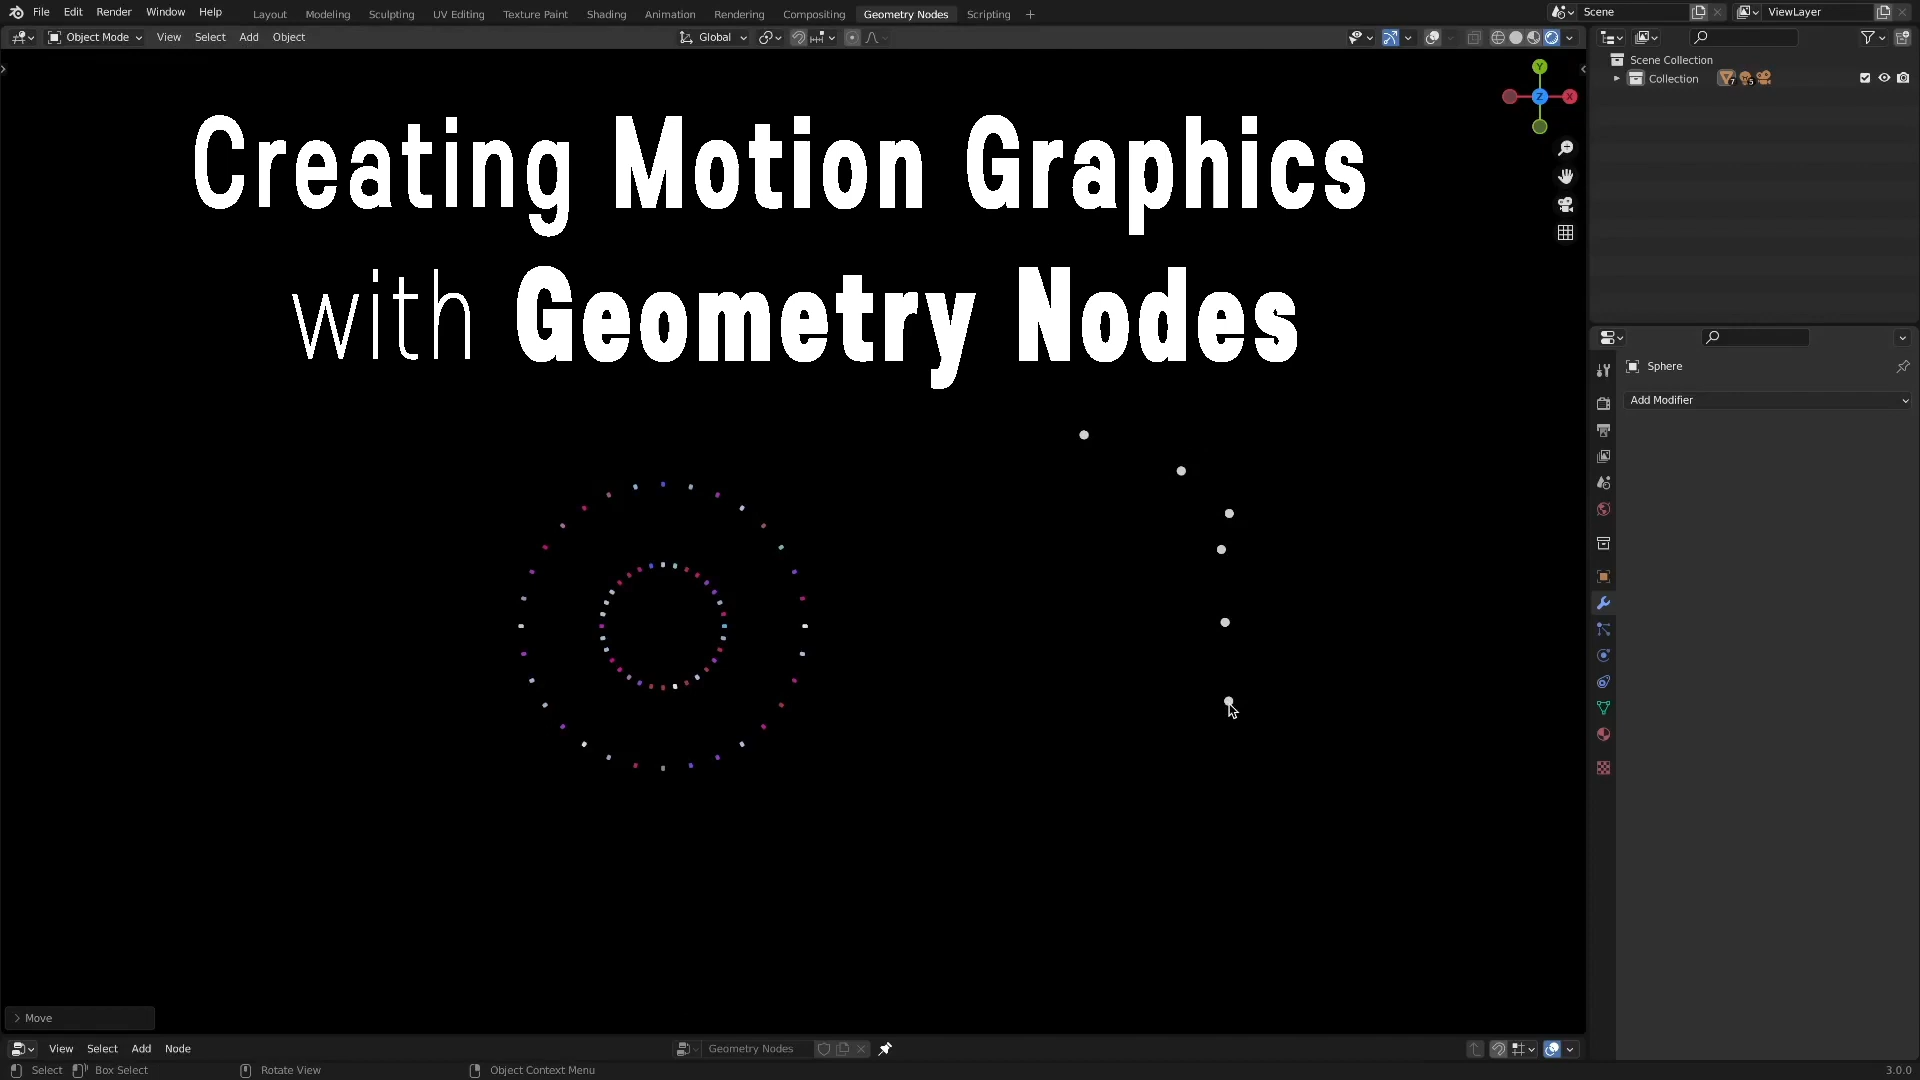 File Edit Render Window Help Layout Modeling Sculpting UV Editing Texture Paint Shading Animation Rendering Compositing Geometry Nodes Scripting + Scene ViewLayer
Object Mode View Select Add Object Global
Scene Collection
Collection 7 5
Y
Z X
Creating Motion Graphics
with Geometry Nodes
Sphere
Add Modifier
Move
View Select Add Node Geometry Nodes
Select Box Select Rotate View Object Context Menu 3.0.0